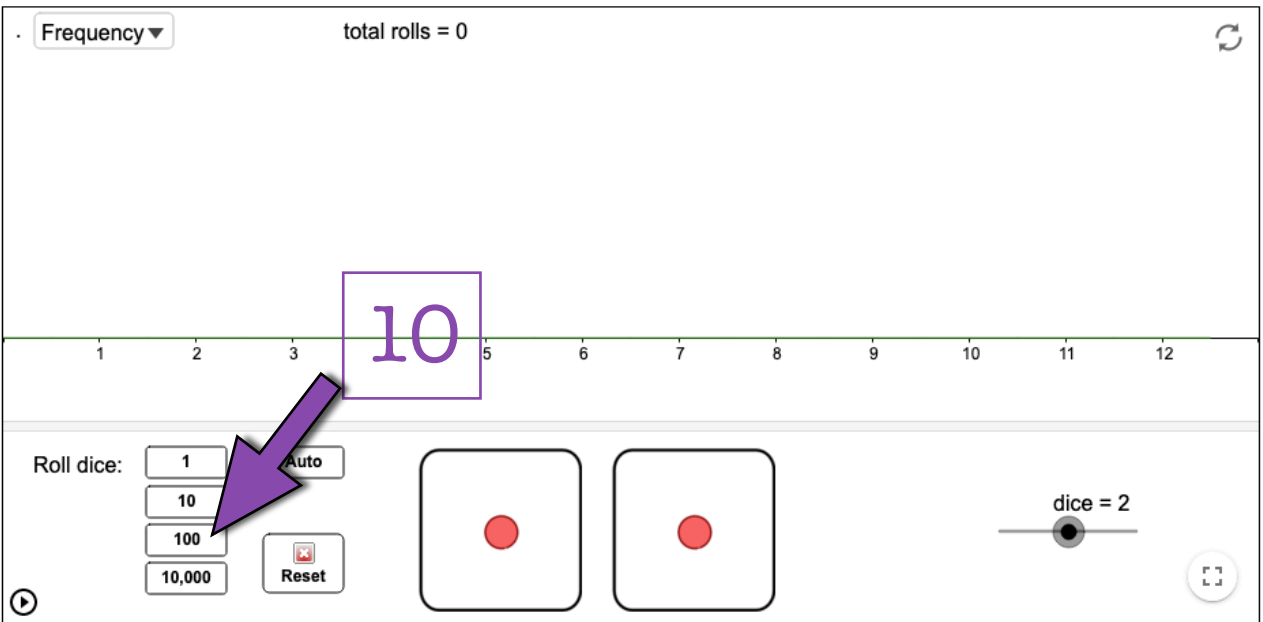 . Frequency▼ total rolls = 0
10
1 2 3 5 6 7 8 9 10 11 12
Roll dice: 1 Auto
10
100
10,000 Reset
dice = 2